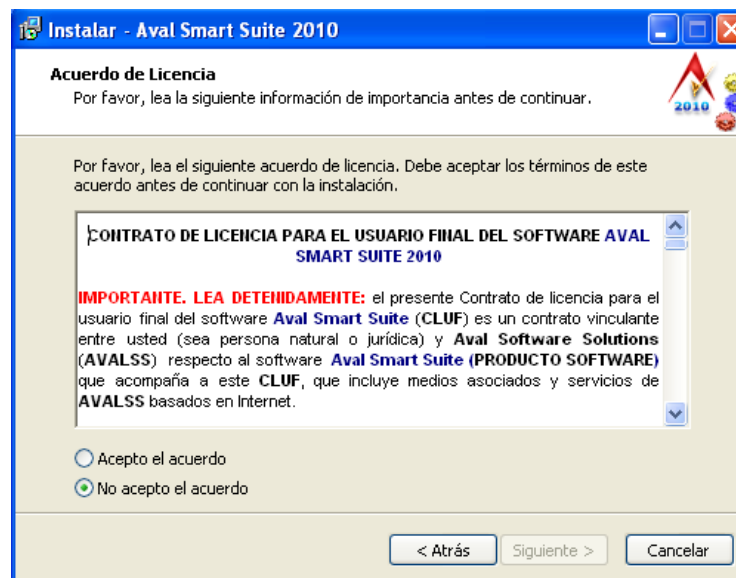 Instalar - Aval Smart Suite 2010
Acuerdo de Licencia
Por favor, lea la siguiente información de importancia antes de continuar.
2010
Por favor, lea el siguiente acuerdo de licencia. Debe aceptar los términos de este
acuerdo antes de continuar con la instalación.
CONTRATO DE LICENCIA PARA EL USUARIO FINAL DEL SOFTWARE AVAL
SMART SUITE 2010
IMPORTANTE. LEA DETENIDAMENTE: el presente Contrato de licencia para el
usuario final del software Aval Smart Suite (CLUF) es un contrato vinculante
entre usted (sea persona natural o jurídica) y Aval Software Solutions
(AVALSS) respecto al software Aval Smart Suite (PRODUCTO SOFTWARE)
que acompaña a este CLUF, que incluye medios asociados y servicios de
AVALSS basados en Internet.
Acepto el acuerdo
No acepto el acuerdo
< Atrás Siguiente > Cancelar